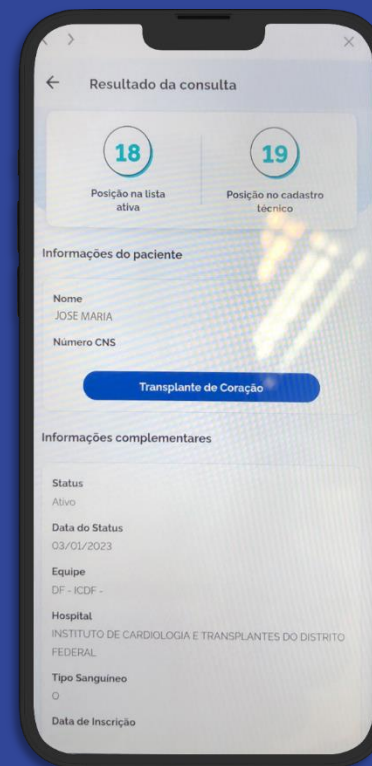 Resultado da consulta
18
19
Posição na lista
ativa
Posição no cadastro
técnico
Informações do paciente
Nome
JOSE MARIA
Número CNS
Transplante de Coração
Informações complementares
Status
Ativo
Data do Status
03/01/2023
Equipe
DF - ICDF -
Hospital
INSTITUTO DE CARDIOLOGIA E TRANSPLANTES DO DISTRITO
FEDERAL
Tipo Sanguíneo
O
Data de Inscrição